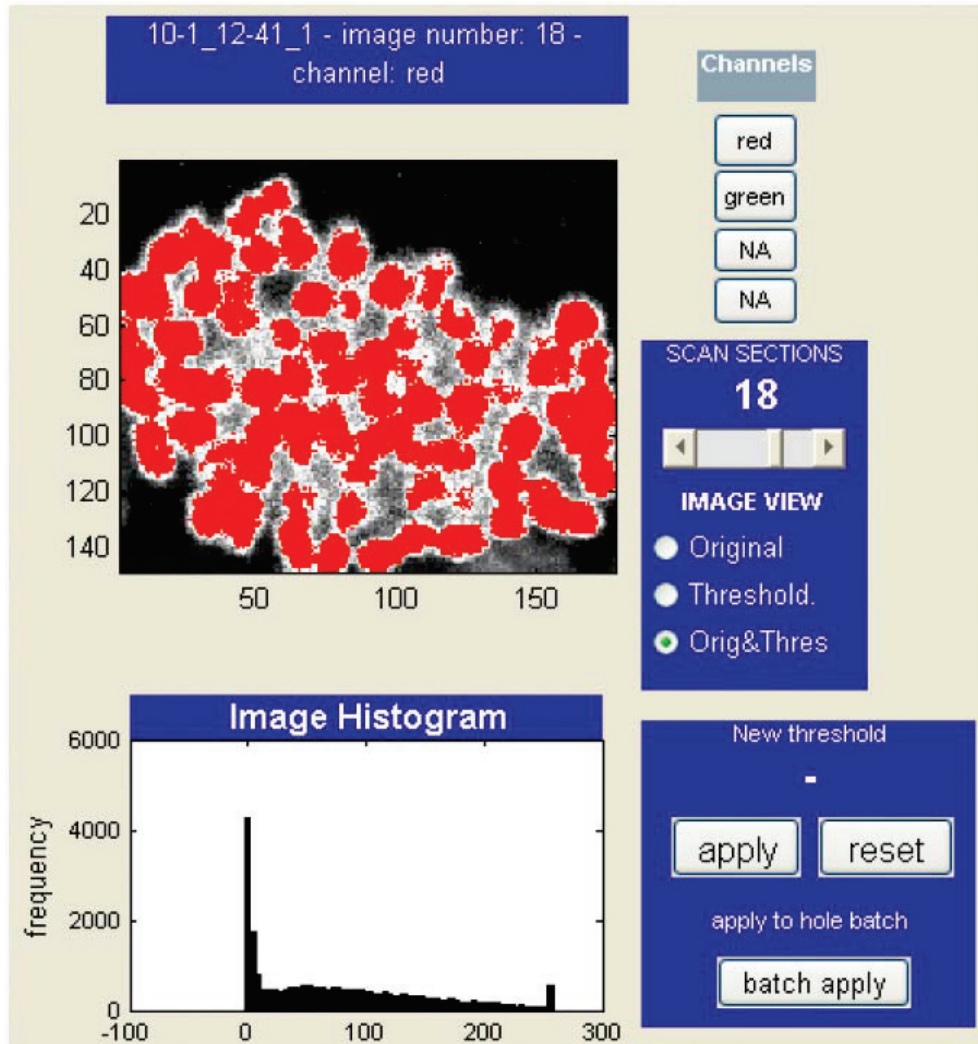 10-1_12-41_1 - image number: 18 -
channel: red
Channels
red
green
NA
NA
20
40
60
80
100
120
140
50 100 150
SCAN SECTIONS
18
IMAGE VIEW
Original
Threshold.
Orig&Thres
Image Histogram
6000
4000
2000
0
frequency
-100 0 100 200 300
New threshold
-
apply reset
apply to hole batch
batch apply